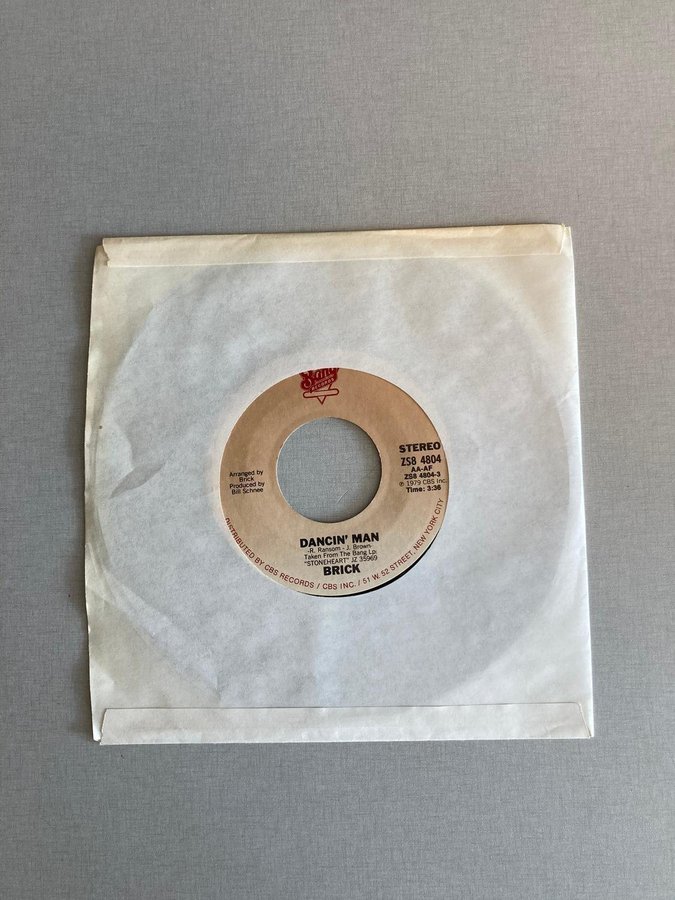 Bang
RECORDS
STEREO
ZS8 4804
AA-AF
ZS8 4804-3
℗ 1979 CBS Inc.
Time: 3:36
Arranged by
Brick
Produced by
Bill Schnee
DANCIN' MAN
-R. Ransom - J. Brown-
Taken From The Bang Lp:
"STONEHEART" JZ 35969
BRICK
DISTRIBUTED BY CBS RECORDS / CBS INC. / 51 W. 52 STREET, NEW YORK CITY